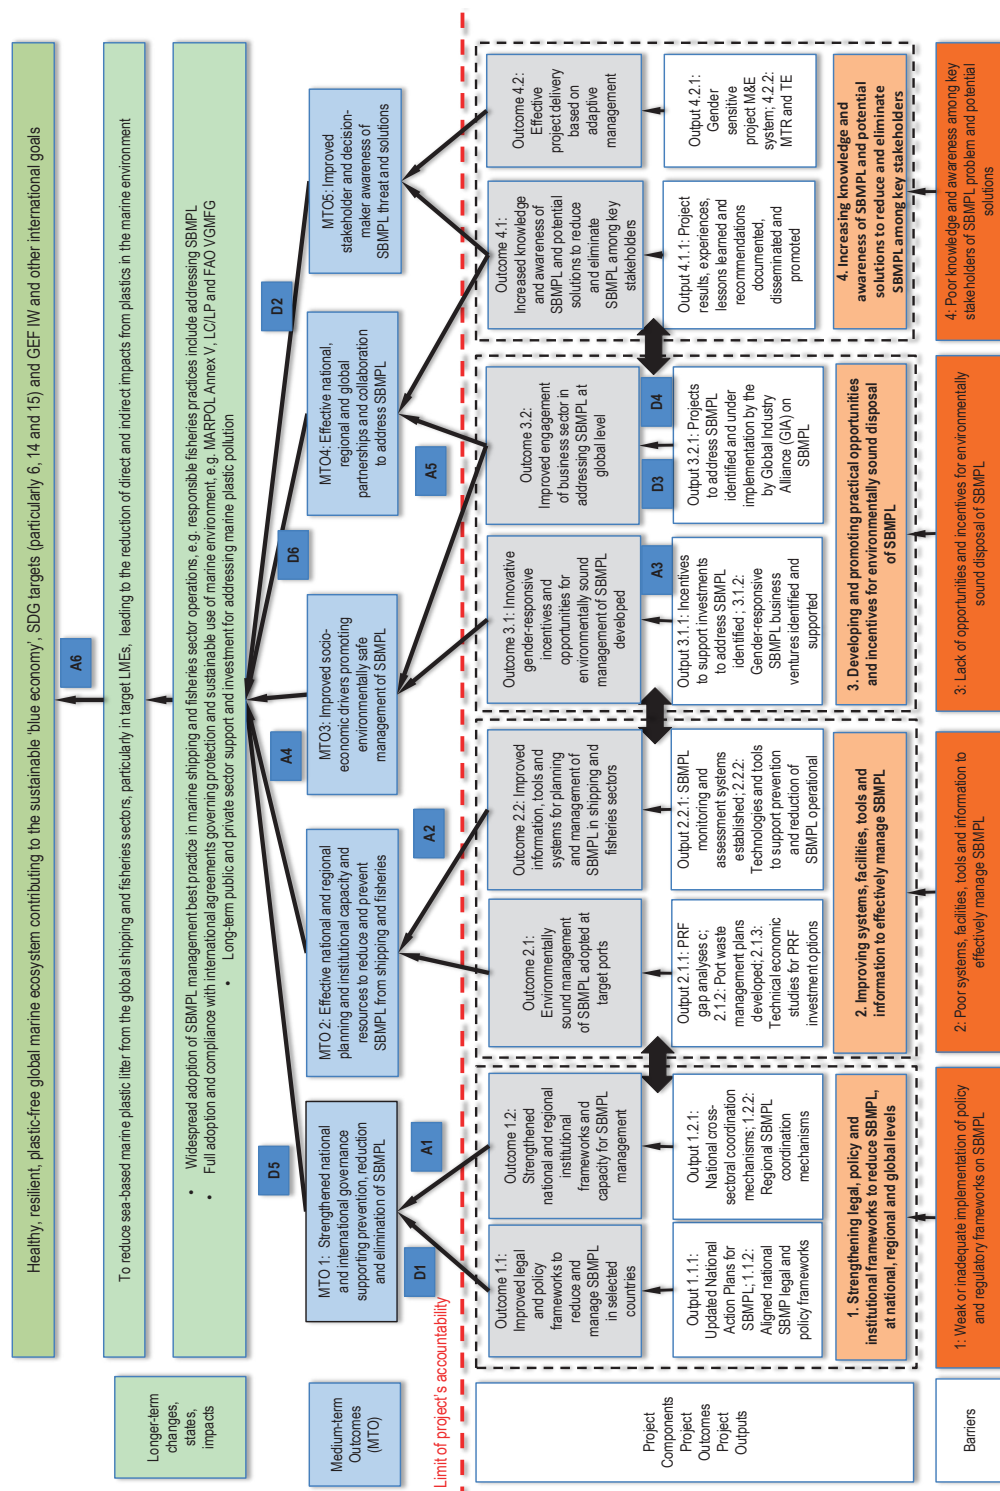 Healthy, resilient, plastic-free global marine ecosystem contributing to the sustainable 'blue economy', SDG targets (particularly 6, 14 and 15) and GEF IW and other international goals
A6
Longer-term
changes,
states,
impacts
To reduce sea-based marine plastic litter from the global shipping and fisheries sectors, particularly in target LMEs, leading to the reduction of direct and indirect impacts from plastics in the marine environment
• Widespread adoption of SBMPL management best practice in marine shipping and fisheries sector operations, e.g. responsible fisheries practices include addressing SBMPL
• Full adoption and compliance with international agreements governing protection and sustainable use of marine environment, e.g. MARPOL Annex V, LC/LP and FAO VGMFG
• Long-term public and private sector support and investment for addressing marine plastic pollution
D5
A4
D6
D2
Medium-term
Outcomes
(MTO)
MTO 1: Strengthened national
and international governance
supporting prevention, reduction
and elimination of SBMPL
MTO 2: Effective national and regional
planning and institutional capacity and
resources to reduce and prevent
SBMPL from shipping and fisheries
MTO3: Improved socio-
economic drivers promoting
environmentally safe
management of SBMPL
MTO4: Effective national,
regional and global
partnerships and collaboration
to address SBMPL
MTO5: Improved
stakeholder and decision-
maker awareness of
SBMPL threat and solutions
D1
A1
A2
A5
Limit of project's accountability
Project
Components
Project
Outcomes
Project
Outputs
Outcome 1.1:
Improved legal
and policy
frameworks to
reduce and
manage SBMPL
in selected
countries
Outcome 1.2:
Strengthened
national and regional
institutional
frameworks and
capacity for SBMPL
management
Outcome 2.1:
Environmentally
sound management
of SBMPL adopted at
target ports
Outcome 2.2: Improved
information, tools and
systems for planning
and management of
SBMPL in shipping and
fisheries sectors
Outcome 3.1: Innovative
gender-responsive
incentives and
opportunities for
environmentally sound
management of SBMPL
developed
Outcome 3.2:
Improved engagement
of business sector in
addressing SBMPL at
global level
Outcome 4.1:
Increased knowledge
and awareness of
SBMPL and potential
solutions to reduce
and eliminate
SBMPL among key
stakeholders
Outcome 4.2:
Effective
project delivery
based on
adaptive
management
A3
D3
D4
Output 1.1.1:
Updated National
Action Plans for
SBMPL; 1.1.2:
Aligned national
SBMP legal and
policy frameworks
Output 1.2.1:
National cross-
sectoral coordination
mechanisms; 1.2.2:
Regional SBMPL
coordination
mechanisms
Output 2.1.1: PRF
gap analyses c;
2.1.2: Port waste
management plans
developed; 2.1.3:
Technical economic
studies for PRF
investment options
Output 2.2.1: SBMPL
monitoring and
assessment systems
established; 2.2.2:
Technologies and tools
to support prevention
and reduction of
SBMPL operational
Output 3.1.1: Incentives
to support investments
to address SBMPL
identified ; 3.1.2:
Gender-responsive
SBMPL business
ventures identified and
supported
Output 3.2.1: Projects
to address SBMPL
identified and under
implementation by the
Global Industry
Alliance (GIA) on
SBMPL
Output 4.1.1: Project
results, experiences,
lessons learned and
recommendations
documented,
disseminated and
promoted
Output 4.2.1:
Gender
sensitive
project M&E
system; 4.2.2:
MTR and TE
1. Strengthening legal, policy and
institutional frameworks to reduce SBMPL,
at national, regional and global levels
2. Improving systems, facilities, tools and
information to effectively manage SBMPL
3. Developing and promoting practical opportunities
and incentives for environmentally sound disposal
of SBMPL
4. Increasing knowledge and
awareness of SBMPL and potential
solutions to reduce and eliminate
SBMPL among key stakeholders
Barriers
1: Weak or inadequate implementation of policy
and regulatory frameworks on SBMPL
2: Poor systems, facilities, tools and information to
effectively manage SBMPL
3: Lack of opportunities and incentives for environmentally
sound disposal of SBMPL
4: Poor knowledge and awareness among key
stakeholders of SBMPL problem and potential
solutions